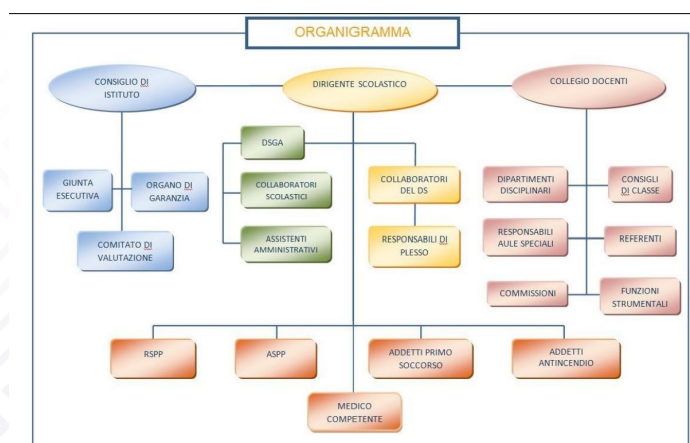 ORGANIGRAMMA
CONSIGLIO DI
ISTITUTO
DIRIGENTE SCOLASTICO
COLLEGIO DOCENTI
DSGA
GIUNTA
ESECUTIVA
ORGANO DI
GARANZIA
COLLABORATORI
SCOLASTICI
COLLABORATORI
DEL DS
DIPARTIMENTI
DISCIPLINARI
CONSIGLI
DI CLASSE
COMITATO DI
VALUTAZIONE
ASSISTENTI
AMMINISTRATIVI
RESPONSABILI DI
PLESSO
RESPONSABILI
AULE SPECIALI
REFERENTI
COMMISSIONI
FUNZIONI
STRUMENTALI
RSPP
ASPP
ADDETTI PRIMO
SOCCORSO
ADDETTI
ANTINCENDIO
MEDICO
COMPETENTE